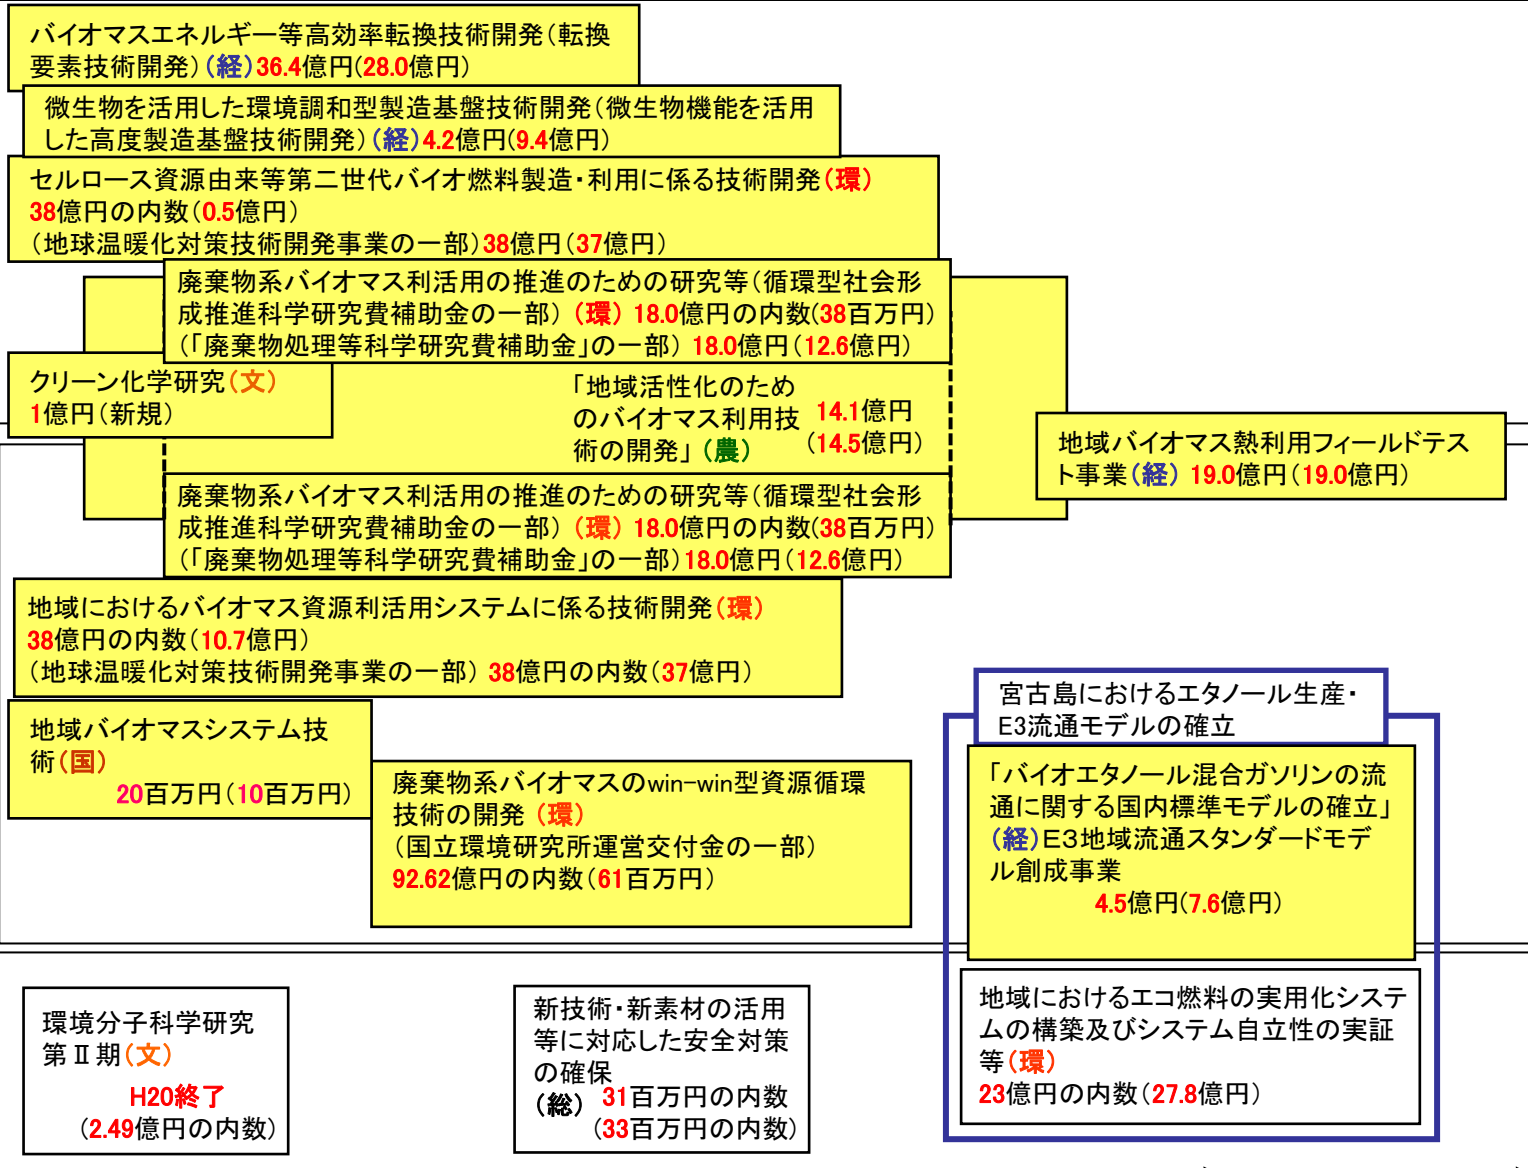 バイオマスエネルギー等高効率転換技術開発(転換
要素技術開発)(経)36.4億円(28.0億円)
微生物を活用した環境調和型製造基盤技術開発(微生物機能を活用
した高度製造基盤技術開発)(経)4.2億円(9.4億円)
セルロース資源由来等第二世代バイオ燃料製造・利用に係る技術開発(環)
38億円の内数(0.5億円)
(地球温暖化対策技術開発事業の一部)38億円(37億円)
廃棄物系バイオマス利活用の推進のための研究等(循環型社会形
成推進科学研究費補助金の一部) (環) 18.0億円の内数(38百万円)
(「廃棄物処理等科学研究費補助金」の一部) 18.0億円(12.6億円)
クリーン化学研究(文)
1億円(新規)
「地域活性化のため
のバイオマス利用技
術の開発」(農)
14.1億円
(14.5億円)
地域バイオマス熱利用フィールドテス
ト事業(経) 19.0億円(19.0億円)
廃棄物系バイオマス利活用の推進のための研究等(循環型社会形
成推進科学研究費補助金の一部) (環) 18.0億円の内数(38百万円)
(「廃棄物処理等科学研究費補助金」の一部)18.0億円(12.6億円)
地域におけるバイオマス資源利活用システムに係る技術開発(環)
38億円の内数(10.7億円)
(地球温暖化対策技術開発事業の一部) 38億円の内数(37億円)
地域バイオマスシステム技
術(国)
20百万円(10百万円)
廃棄物系バイオマスのwin-win型資源循環
技術の開発 (環)
(国立環境研究所運営交付金の一部)
92.62億円の内数(61百万円)
宮古島におけるエタノール生産・
E3流通モデルの確立
「バイオエタノール混合ガソリンの流
通に関する国内標準モデルの確立」
(経)E3地域流通スタンダードモデ
ル創成事業
4.5億円(7.6億円)
環境分子科学研究
第Ⅱ期(文)
H20終了
(2.49億円の内数)
新技術・新素材の活用
等に対応した安全対策
の確保
(総) 31百万円の内数
(33百万円の内数)
地域におけるエコ燃料の実用化システ
ムの構築及びシステム自立性の実証
等(環)
23億円の内数(27.8億円)